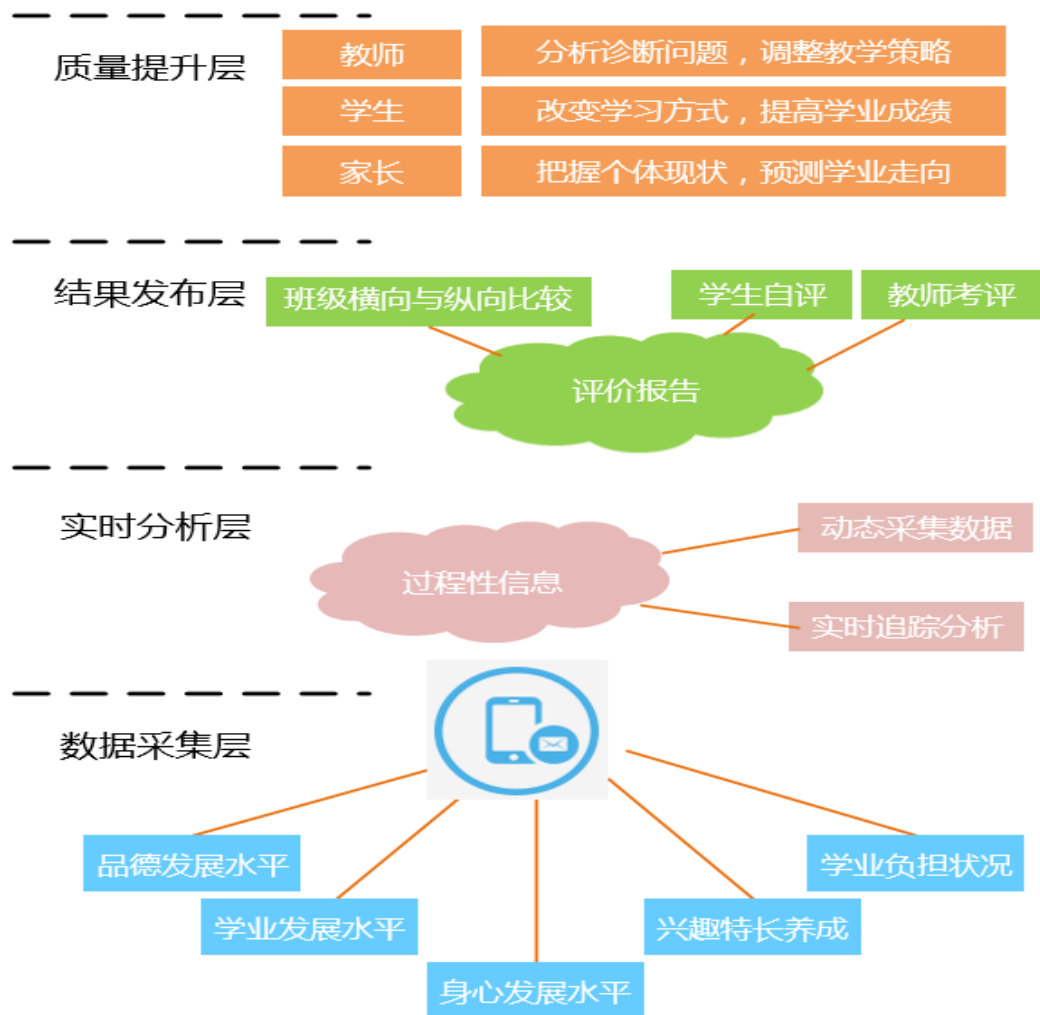 质量提升层
教师
分析诊断问题，调整教学策略
学生
改变学习方式，提高学业成绩
家长
把握个体现状，预测学业走向
结果发布层
班级横向与纵向比较
学生自评
教师考评
评价报告
实时分析层
动态采集数据
过程性信息
实时追踪分析
数据采集层
品德发展水平
学业负担状况
学业发展水平
兴趣特长养成
身心发展水平